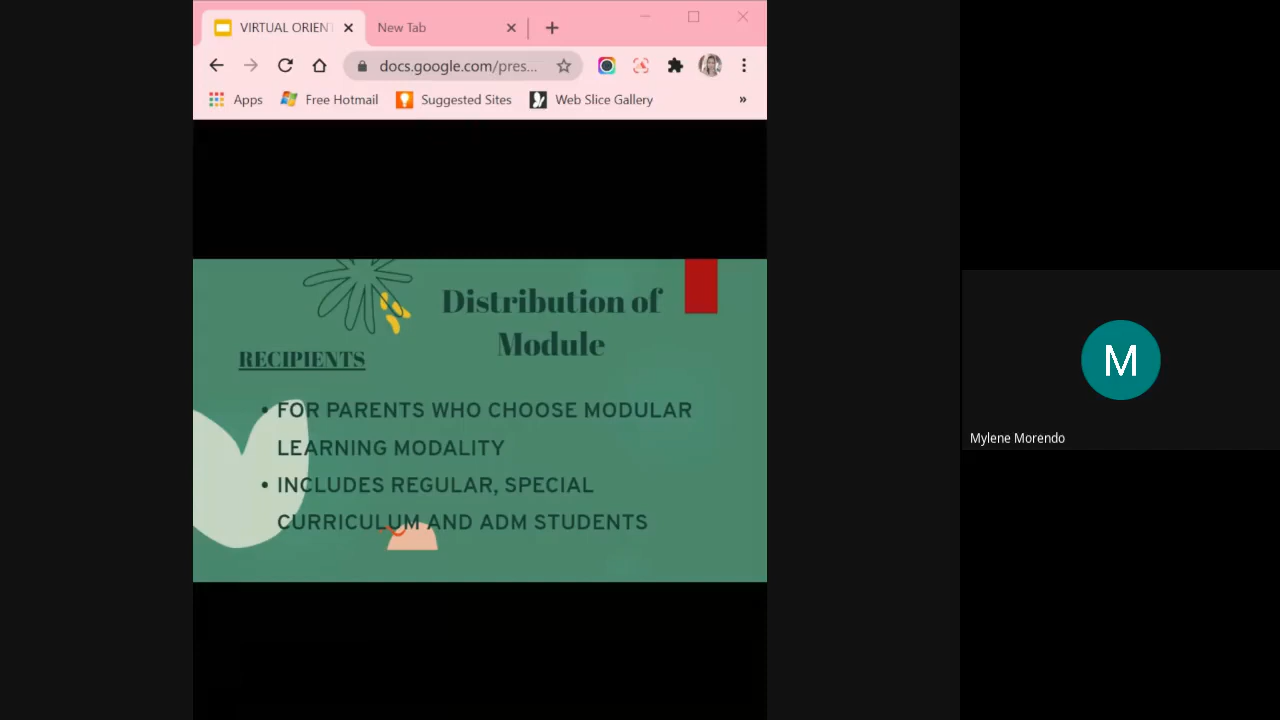 VIRTUAL ORIEN
New Tab
docs.google.com/pres...
Apps
Free Hotmail
Suggested Sites
Web Slice Gallery
»
Distribution of
Module
RECIPIENTS
• FOR PARENTS WHO CHOOSE MODULAR
LEARNING MODALITY
• INCLUDES REGULAR, SPECIAL
CURRICULUM AND ADM STUDENTS
M
Mylene Morendo